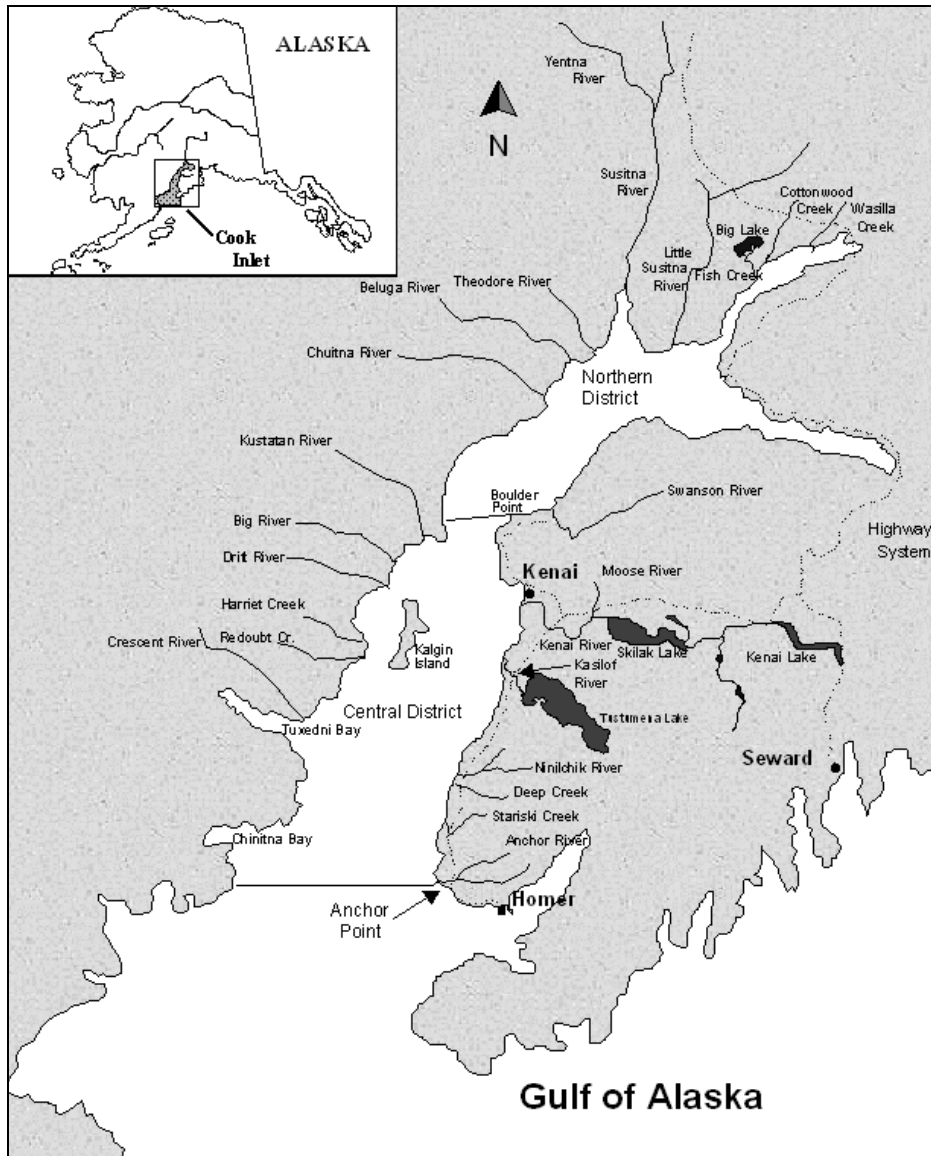 ALASKA
Cook
Inlet
Yentna
River
N
Susitna
River
Cottonwood
Creek
Wasilla
Creek
Big Lake
Little
Susitna
River
Fish Creek
Theodore River
Beluga River
Chuitna River
Northern
District
Kustatan River
Boulder
Point
Swanson River
Big River
Highway
System
Drift River
Kenai
Moose River
Harriet Creek
Crescent River
Redoubt Cr.
Kalgin
Island
Kenai River
Skilak Lake
Kenai Lake
Kasilof
River
Central District
Tustumena Lake
Tuxedni Bay
Seward
Ninilchik River
Deep Creek
Stariski Creek
Chinitna Bay
Anchor River
Anchor
Point
Homer
Gulf of Alaska